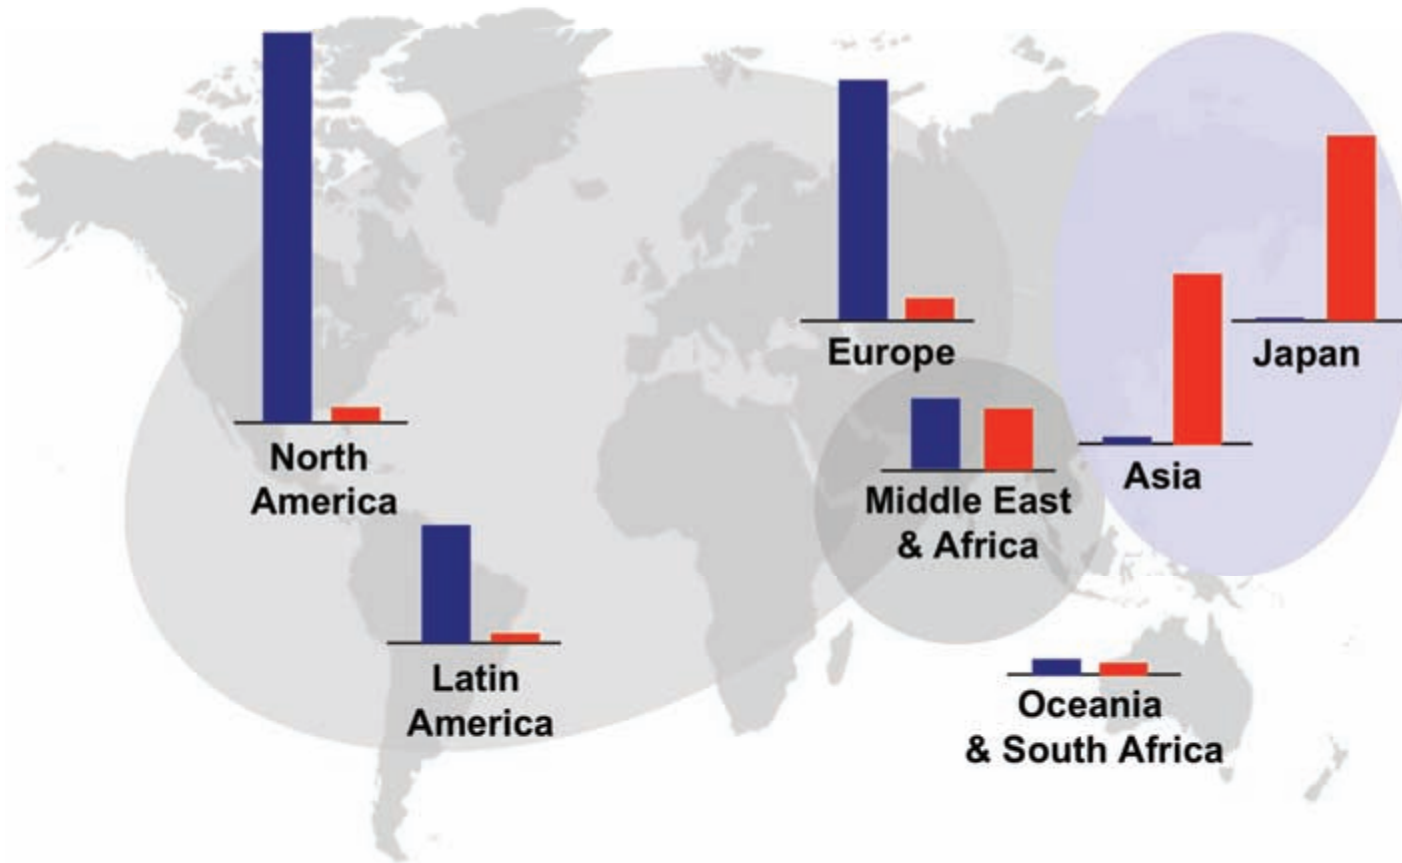 North
America
Latin
America
Europe
Middle East
& Africa
Asia
Japan
Oceania
& South Africa